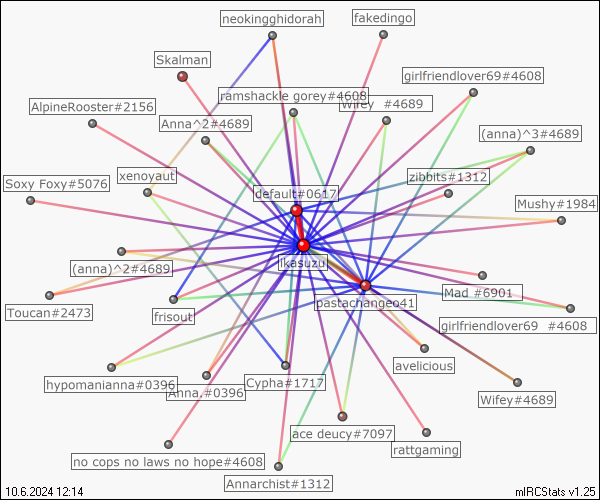 neokingghidorah
fakedingo
Skalman
girlfriendlover69#4608
ramshackle gorey#4608
Wifey  #4689
AlpineRooster#2156
Anna^2#4689
(anna)^3#4689
xenoyaut
zibbits#1312
Soxy Foxy#5076
default#0617
Mushy#1984
ikasuzu
(anna)^2#4689
Mad #6901
pastachangeo41
Toucan#2473
frisout
girlfriendlover69  #4608
avelicious
hypomanianna#0396
Anna.#0396
Cypha#1717
Wifey#4689
ace deucy#7097
rattgaming
no cops no laws no hope#4608
Annarchist#1312
10.6.2024 12:14
mIRCStats v1.25